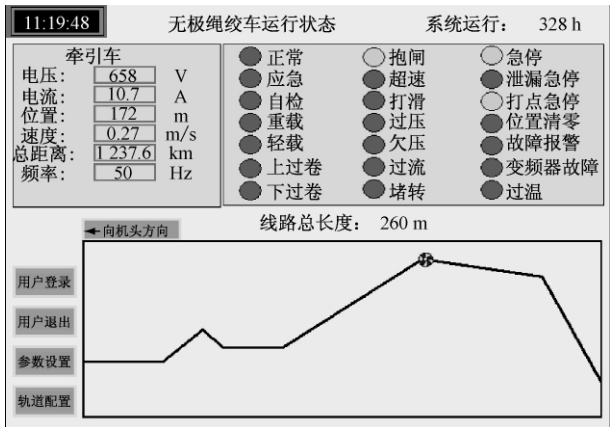 11:19:48 无极绳绞车运行状态 系统运行: 328 h
牵引车
电压: 658 V
电流: 10.7 A
位置: 172 m
速度: 0.27 m/s
总距离: 1 237.6 km
频率: 50 Hz
正常 抱闸 急停
应急 超速 泄漏急停
自检 打滑 打点急停
重载 过压 位置清零
轻载 欠压 故障报警
上过卷 过流 变频器故障
下过卷 堵转 过温
←向机头方向 线路总长度: 260 m
用户登录
用户退出
参数设置
轨道配置